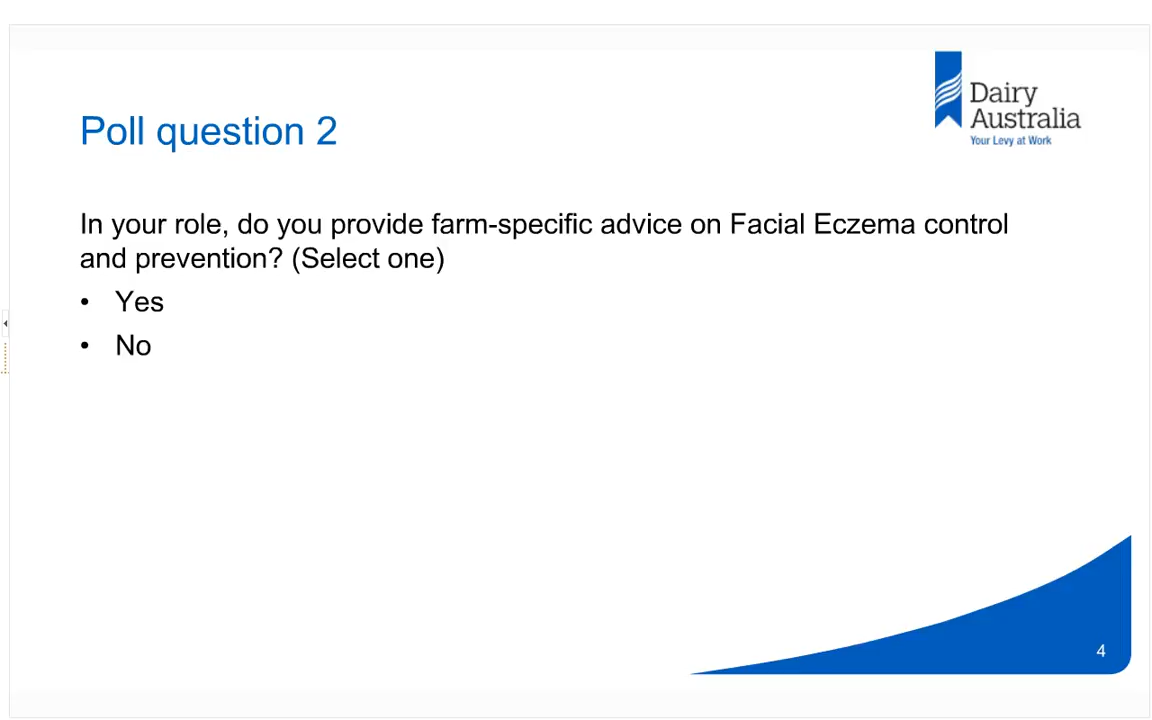 Dairy
Australia
Your Levy at Work
Poll question 2
In your role, do you provide farm-specific advice on Facial Eczema control
and prevention? (Select one)
• Yes
• No
4